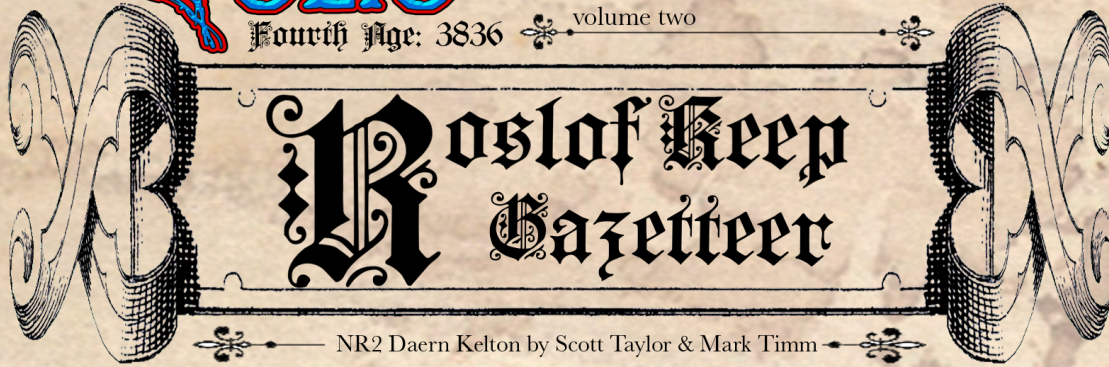 Fourth Age: 3836
volume two
Roslof Keep
Gazetteer
NR2 Daern Kelton by Scott Taylor & Mark Timm